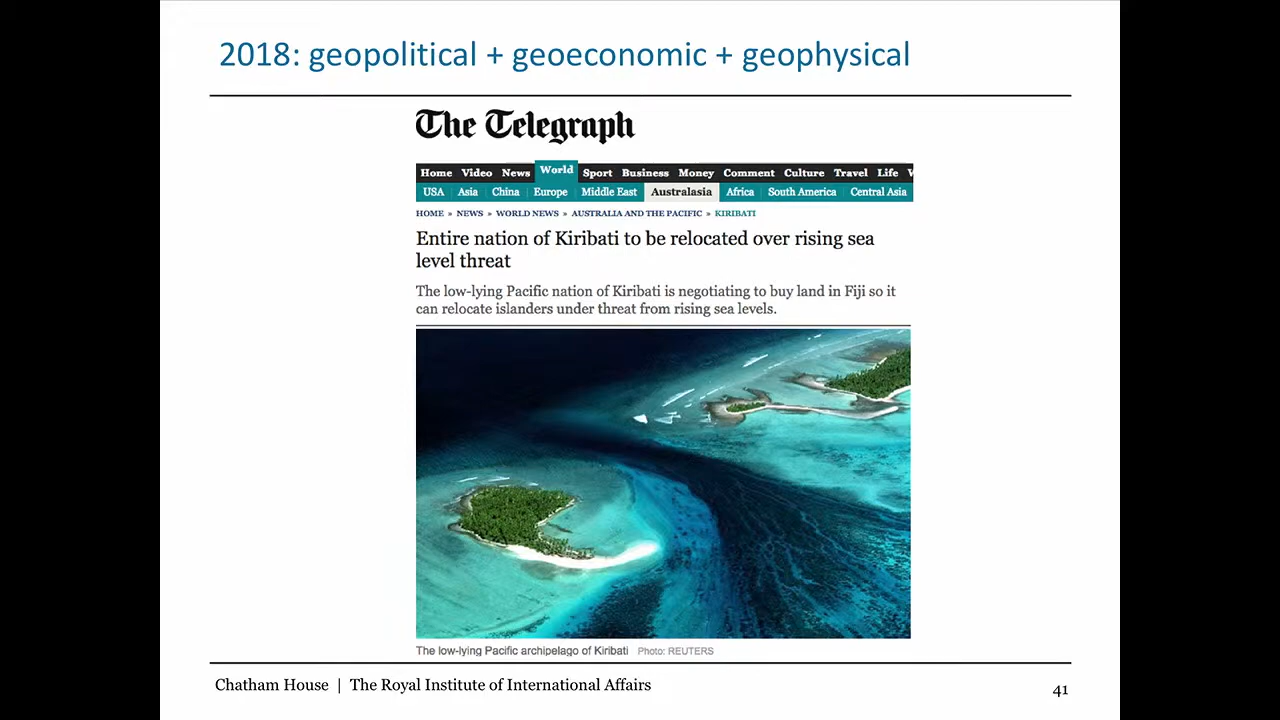 2018: geopolitical + geoeconomic + geophysical
The Telegraph
Home Video News World Sport Business Money Comment Culture Travel Life
USA Asia China Europe Middle East Australasia Africa South America Central Asia
HOME » NEWS » WORLD NEWS » AUSTRALIA AND THE PACIFIC » KIRIBATI
Entire nation of Kiribati to be relocated over rising sea
level threat
The low-lying Pacific nation of Kiribati is negotiating to buy land in Fiji so it
can relocate islanders under threat from rising sea levels.
The low-lying Pacific archipelago of Kiribati Photo: REUTERS
Chatham House | The Royal Institute of International Affairs
41